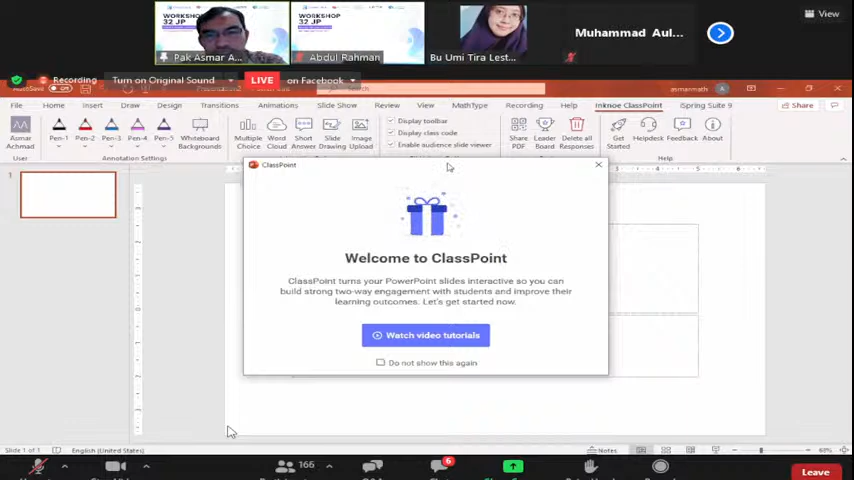 WORKSHOP
32 JP
WORKSHOP
32 JP
Muhammad Aul...
View
Pak Asmar A...
Abdul Rahman
Bu Umi Tira Lest...
Recording
Turn on Original Sound
LIVE
on Facebook
asmarmath
File
Home
Insert
Draw
Transitions
Animations
Slide Show
Review
View
MathType
Recording
Help
Inknoe ClassPoint
iSpring Suite 9
Share
Asmar
Achmad
Pen-1
Pen-2
Pen-3
Pen-4
Pen-5
Whiteboard
Backgrounds
Multiple
Choice
Word
Cloud
Short
Answer
Slide
Drawing
Image
Upload
Display toolbar
Display class code
Enable audience slide viewer
Share
PDF
Leader
Board
Delete all
Responses
Get
Started
Helpdesk
Feedback
About
User
Annotation Settings
Help
1
ClassPoint
Welcome to ClassPoint
ClassPoint turns your PowerPoint slides interactive so you can
build strong two-way engagement with students and improve their
learning outcomes. Let's get started now.
Watch video tutorials
Do not show this again
Slide 1 of 1
English (United States)
Notes
68%
166
6
Leave